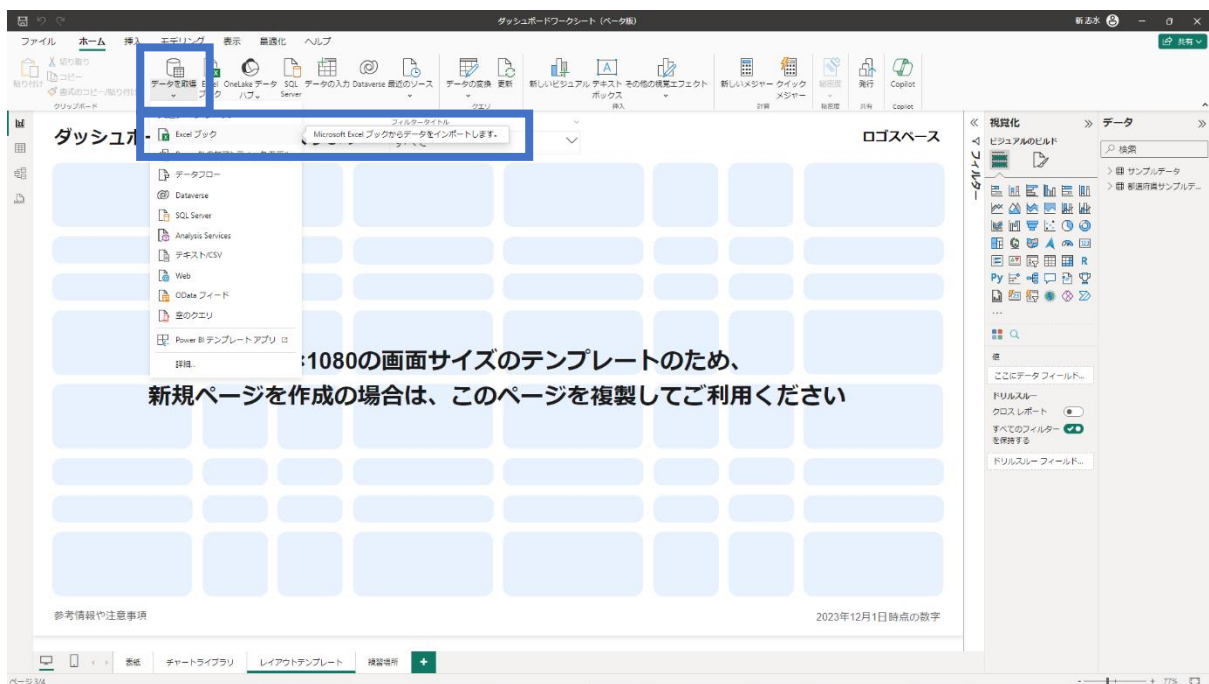 ダッシュボードワークシート (ベータ版)
新 志水
ファイル ホーム 挿入 モデリング 表示 最適化 ヘルプ
共有
貼り付け
切り取り
コピー
書式のコピー/貼り付け
データを取得 Excel ブック OneLake データ ハブ SQL Server データの入力 Dataverse 最近のソース
データの変換 更新
新しいビジュアル テキスト ボックス その他の視覚エフェクト
新しいメジャー クイック メジャー
秘密度
発行
Copilot
クリップボード クエリ 挿入 計算 秘密度 共有 Copilot
フィルタータイトル
すべて
ロゴスペース
Excel ブック
Microsoft Excel ブックからデータをインポートします。
データフロー
Dataverse
SQL Server
Analysis Services
テキスト/CSV
Web
OData フィード
空のクエリ
Power BI テンプレート アプリ
詳細...
:1080の画面サイズのテンプレートのため、
新規ページを作成の場合は、このページを複製してご利用ください
参考情報や注意事項
2023年12月1日時点の数字
フィルター
視覚化
ビジュアルのビルド
R
Py
...
値
ここにデータ フィールド...
ドリルスルー
クロス レポート
すべてのフィルターを保持する
ドリルスルー フィールド...
データ
検索
サンプルデータ
都道府県サンプルデ...
表紙 チャートライブラリ レイアウトテンプレート 練習場所 +
ページ 3/4
77%